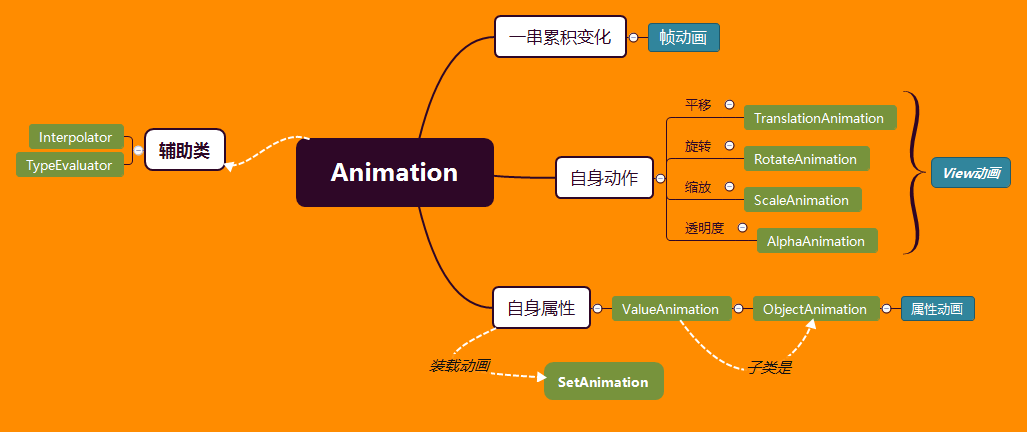 一串累积变化
帧动画
Interpolator
TypeEvaluator
辅助类
Animation
自身动作
平移
TranslationAnimation
旋转
RotateAnimation
缩放
ScaleAnimation
透明度
AlphaAnimation
View动画
自身属性
ValueAnimation
ObjectAnimation
属性动画
装载动画
子类是
SetAnimation